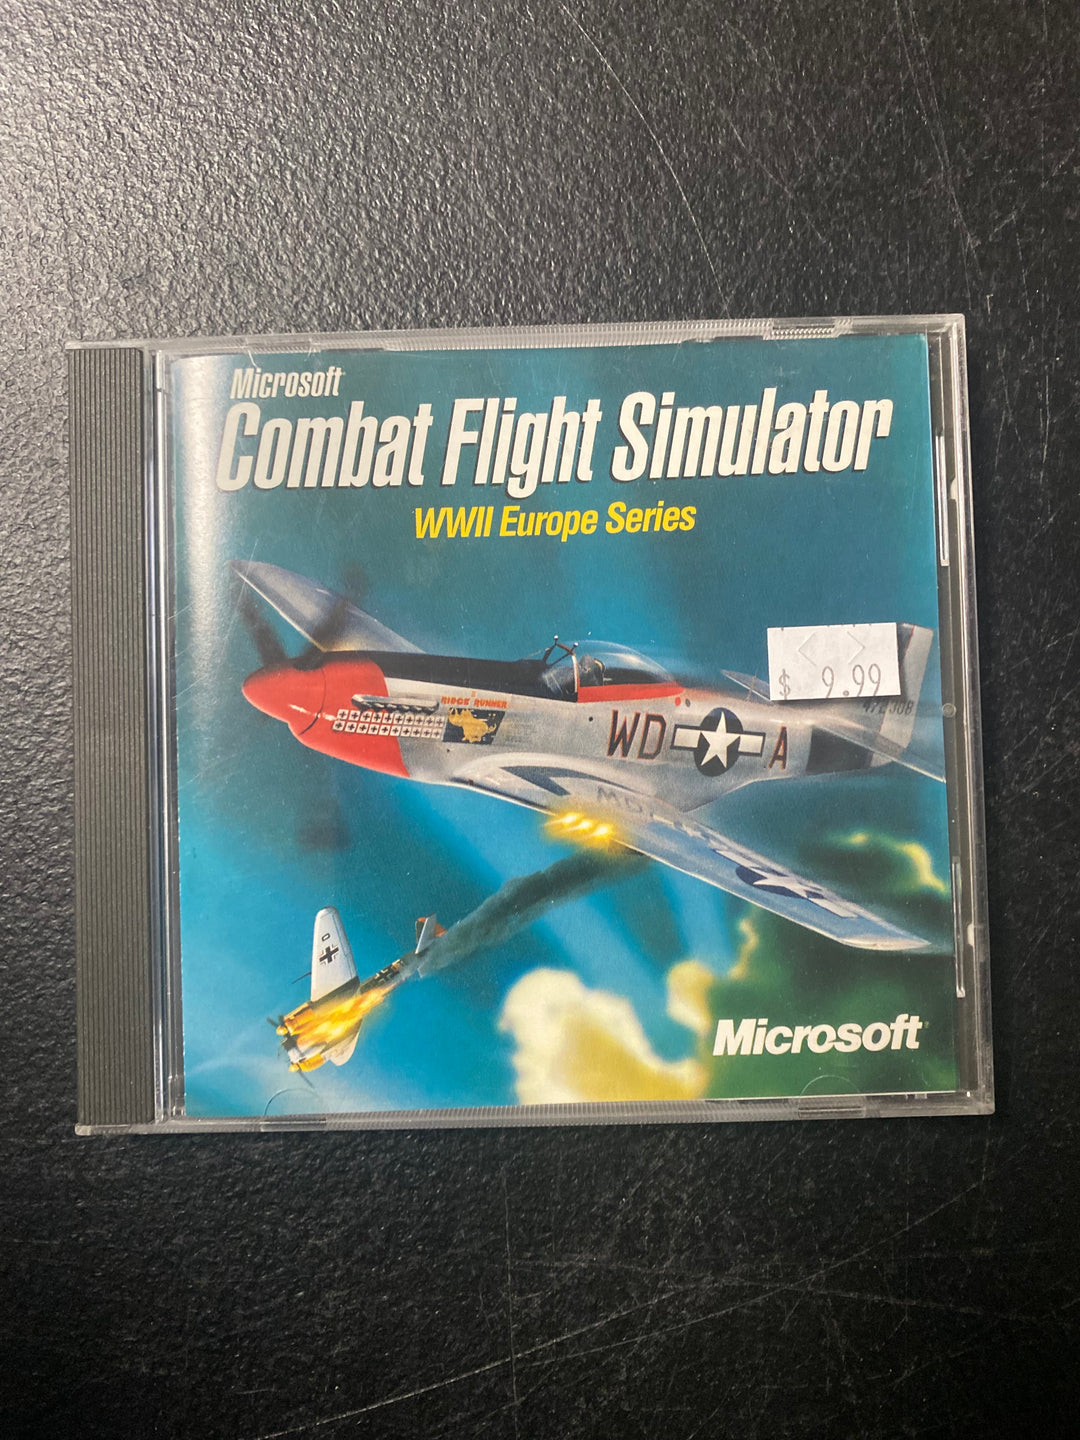 Microsoft
Combat Flight Simulator
WWII Europe Series
$ 9.99
RIDGE RUNNER
WD A
Microsoft